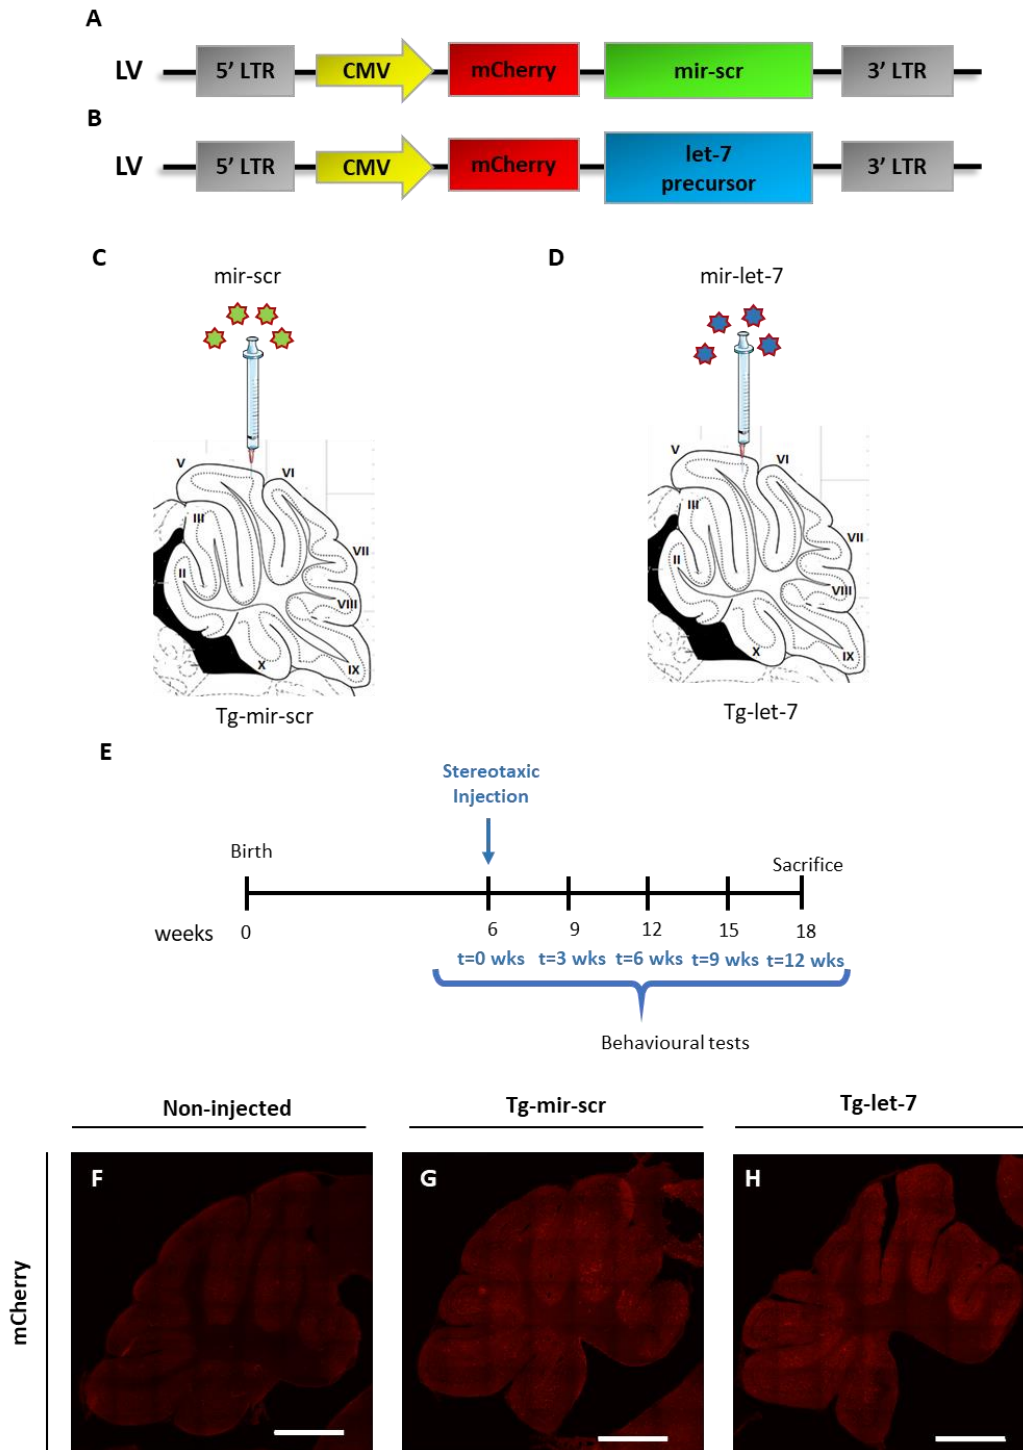 A
LV 5' LTR CMV mCherry mir-scr 3' LTR
B
LV 5' LTR CMV mCherry let-7 precursor 3' LTR
C
mir-scr
V
VI
III
VII
II
VIII
X
IX
Tg-mir-scr
D
mir-let-7
V
VI
III
VII
II
VIII
X
IX
Tg-let-7
E
Stereotaxic
Injection
Birth
Sacrifice
weeks 0 6 9 12 15 18
t=0 wks t=3 wks t=6 wks t=9 wks t=12 wks
Behavioural tests
Non-injected Tg-mir-scr Tg-let-7
mCherry
F G H